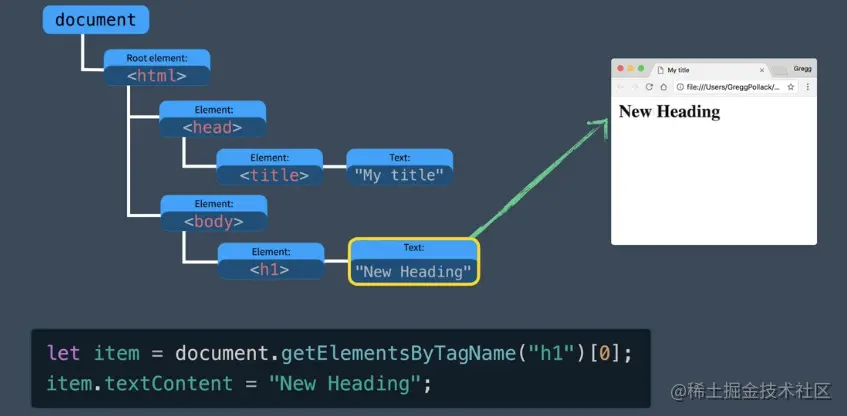 document
Root element:
<html>
Element:
<head>
Element:
<title>
Text:
"My title"
Element:
<body>
Element:
<h1>
Text:
"New Heading"
My title
Gregg
file:///Users/GreggPollack/...
New Heading
let item = document.getElementsByTagName("h1")[0];
item.textContent = "New Heading";
@稀土掘金技术社区